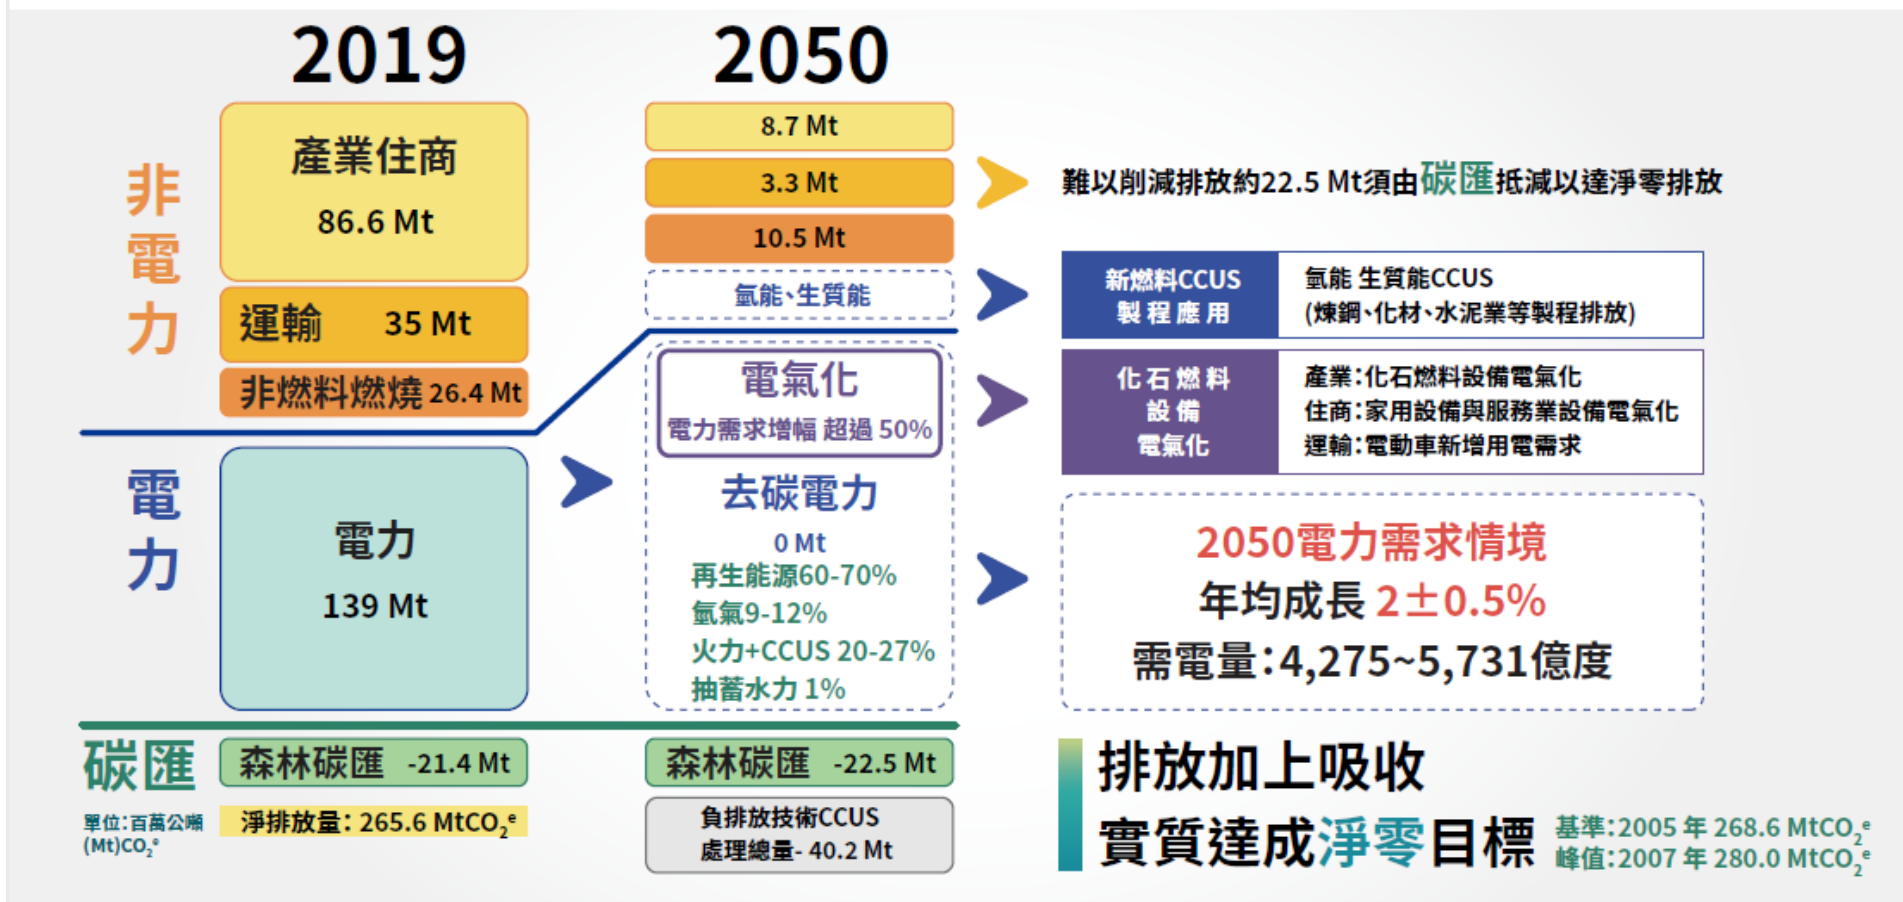 2019
2050
非電力
產業住商
86.6 Mt
運輸 35 Mt
非燃料燃燒 26.4 Mt
8.7 Mt
3.3 Mt
10.5 Mt
氫能、生質能
難以削減排放約22.5 Mt須由碳匯抵減以達淨零排放
新燃料CCUS
製程應用
氫能 生質能CCUS
(煉鋼、化材、水泥業等製程排放)
電力
電力
139 Mt
電氣化
電力需求增幅 超過 50%
去碳電力
0 Mt
再生能源60-70%
氫氣9-12%
火力+CCUS 20-27%
抽蓄水力 1%
化石燃料
設備
電氣化
產業：化石燃料設備電氣化
住商：家用設備與服務業設備電氣化
運輸：電動車新增用電需求
2050電力需求情境
年均成長 2±0.5%
需電量：4,275~5,731億度
碳匯
單位：百萬公噸
(Mt)CO₂ᵉ
森林碳匯 -21.4 Mt
淨排放量：265.6 MtCO₂ᵉ
森林碳匯 -22.5 Mt
負排放技術CCUS
處理總量- 40.2 Mt
排放加上吸收
實質達成淨零目標
基準：2005 年 268.6 MtCO₂ᵉ
峰值：2007 年 280.0 MtCO₂ᵉ